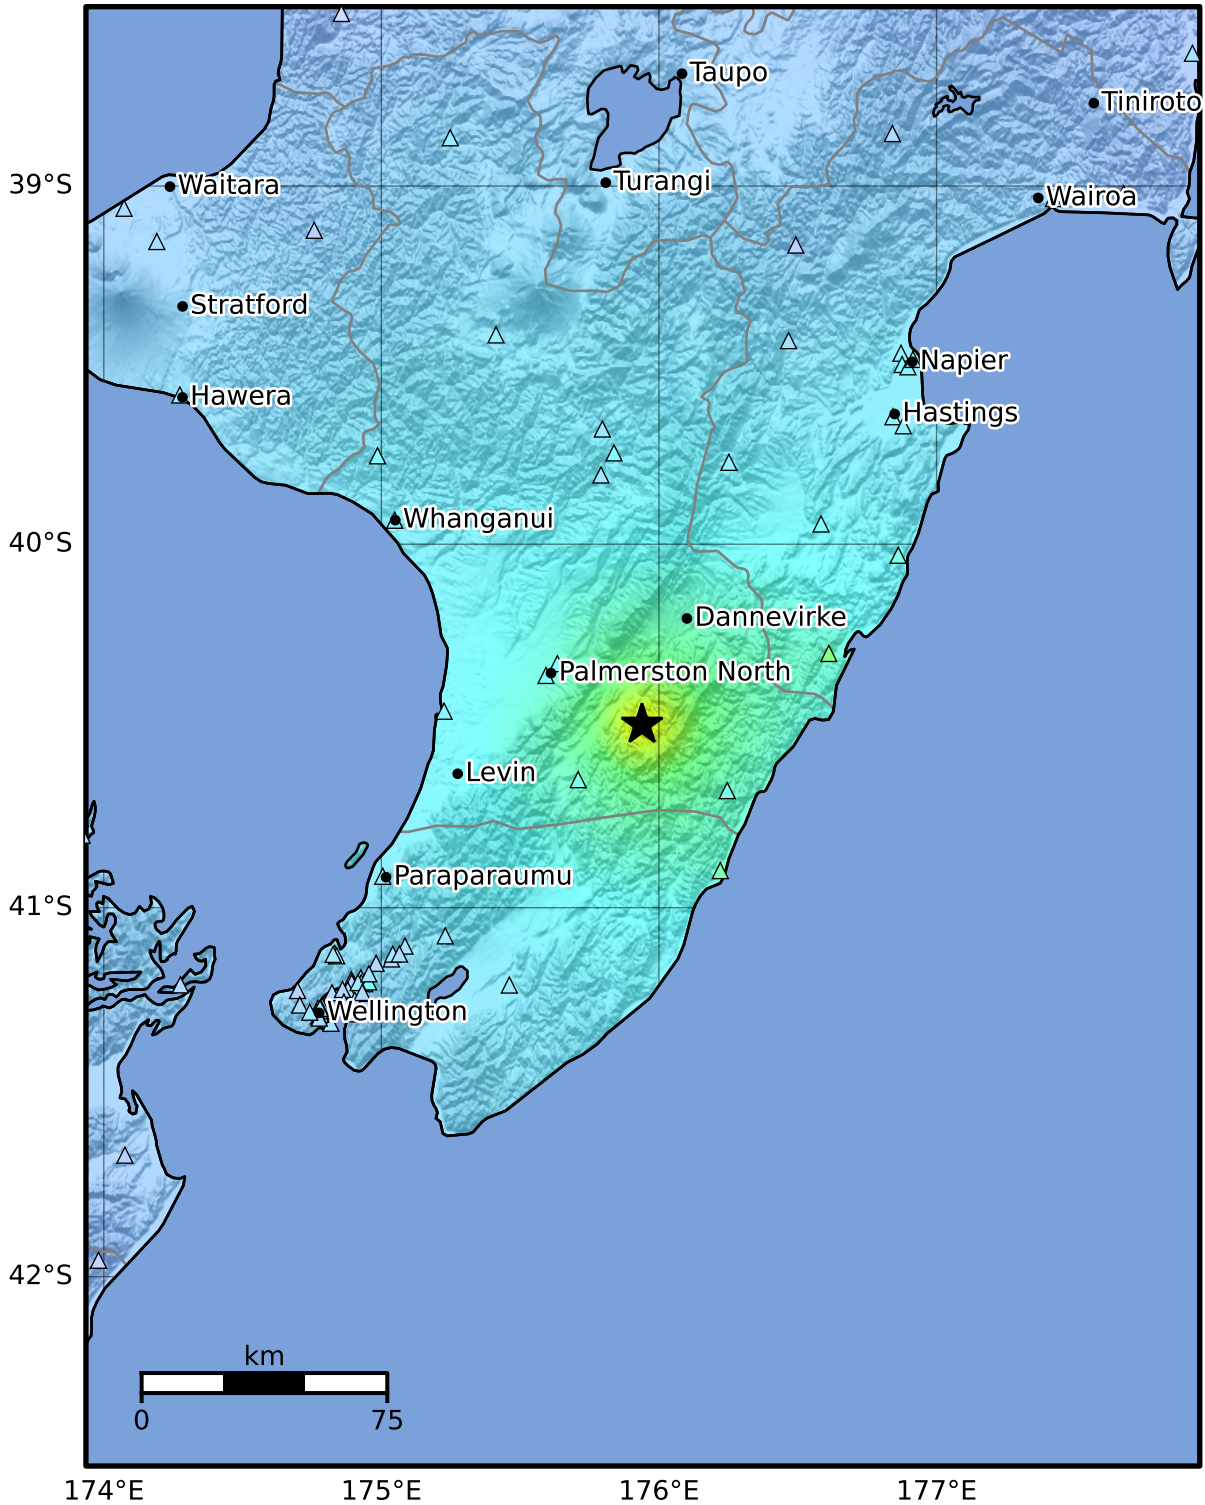 Taupo
Tiniroto
39°S
Waitara
Turangi
Wairoa
Stratford
Napier
Hawera
Hastings
Whanganui
40°S
Dannevirke
Palmerston North
Levin
Paraparaumu
41°S
Wellington
42°S
km
0
75
174°E
175°E
176°E
177°E